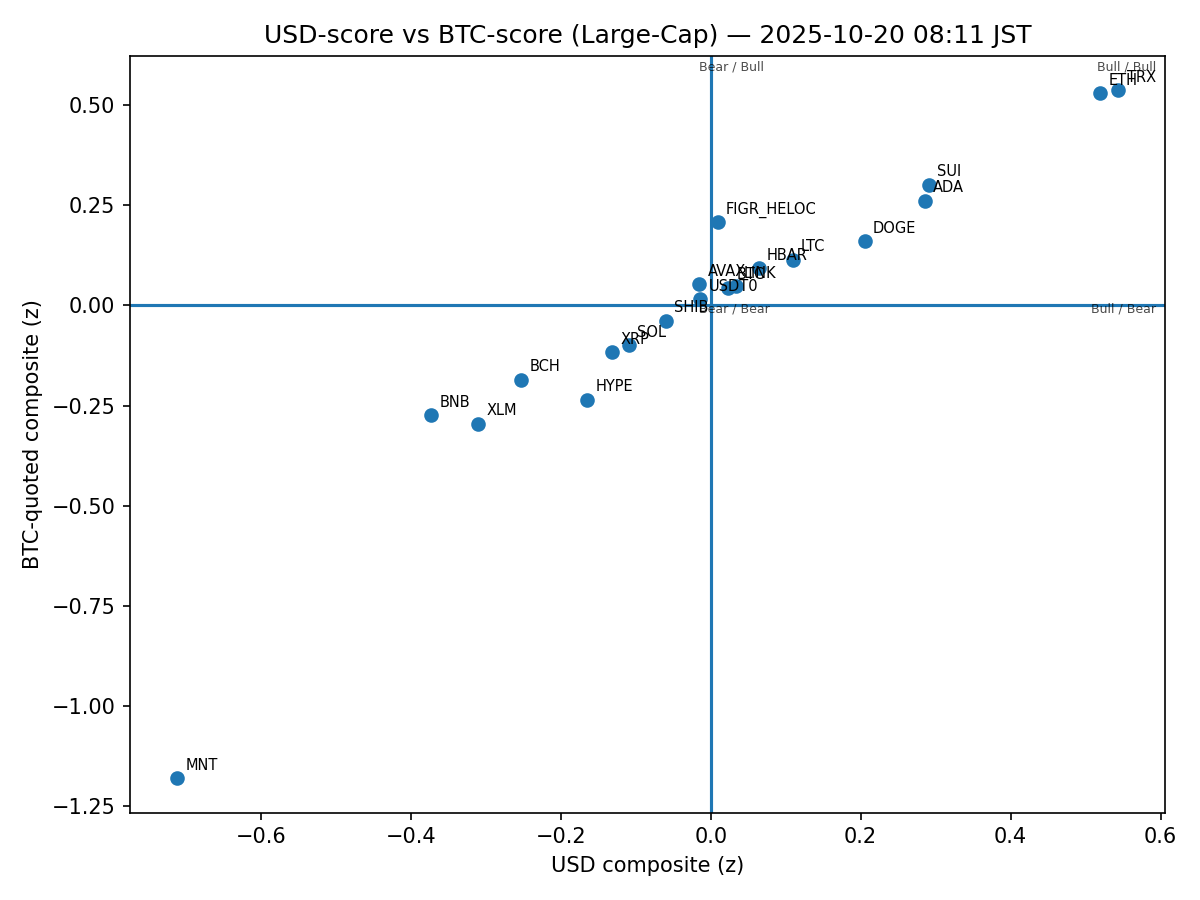 USD-score vs BTC-score (Large-Cap) — 2025-10-20 08:11 JST
Bear / Bull
Bull / Bull
ETH
TRX
SUI
ADA
FIGR_HELOC
DOGE
LTC
HBAR
AVAX
LINK
USDT0
SHIB
Bear / Bear
Bull / Bear
SOL
XRP
BCH
HYPE
BNB
XLM
MNT
0.50
0.25
0.00
−0.25
−0.50
−0.75
−1.00
−1.25
BTC-quoted composite (z)
−0.6
−0.4
−0.2
0.0
0.2
0.4
0.6
USD composite (z)